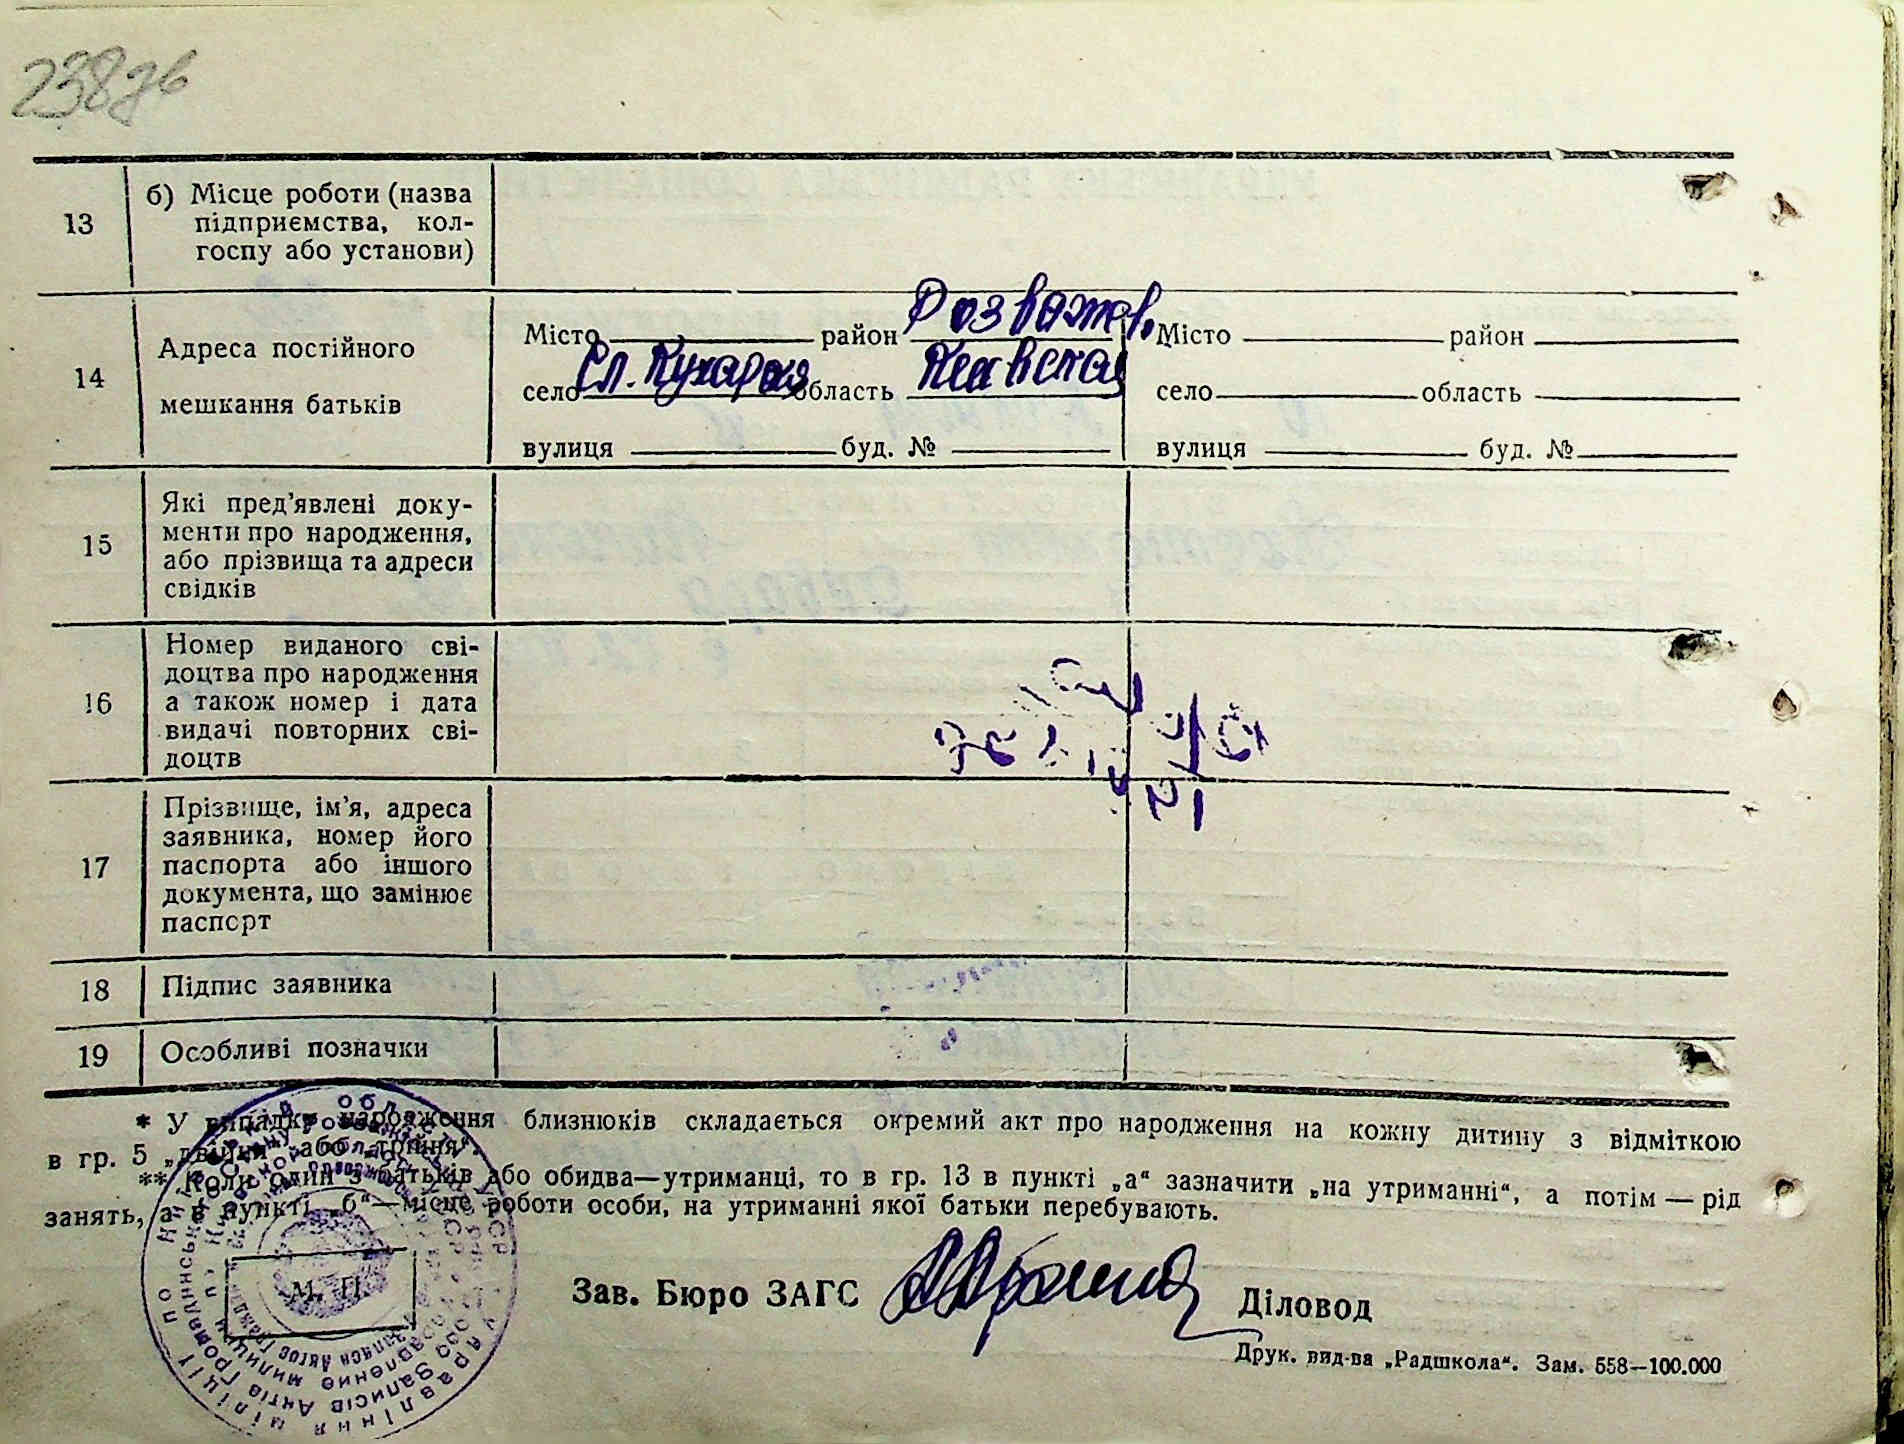 238 зв
13
б) Місце роботи (назва
підприємства, кол-
госпу або установи)
14
Адреса постійного
мешкання батьків
Місто район Розважев.
село Сл. Кухарская область Киевская
вулиця буд. №
Місто район
село область
вулиця буд. №
15
Які пред'явлені доку-
менти про народження,
або прізвища та адреси
свідків
16
Номер виданого сві-
доцтва про народження
а також номер і дата
видачі повторних сві-
доцтв
17
Прізвище, ім'я, адреса
заявника, номер його
паспорта або іншого
документа, що замінює
паспорт
18
Підпис заявника
19
Особливі позначки
* У випадку народження близнюків складається окремий акт про народження на кожну дитину з відміткою
в гр. 5 „двійня“ або „трійня“.
** Коли один з батьків або обидва—утриманці, то в гр. 13 в пункті „а“ зазначити „на утриманні“, а потім — рід
занять, а в пункті „б“—місце роботи особи, на утриманні якої батьки перебувають.
М. П.
Зав. Бюро ЗАГС
Діловод
Друк. вид-ва „Радшкола“. Зам. 558—100.000